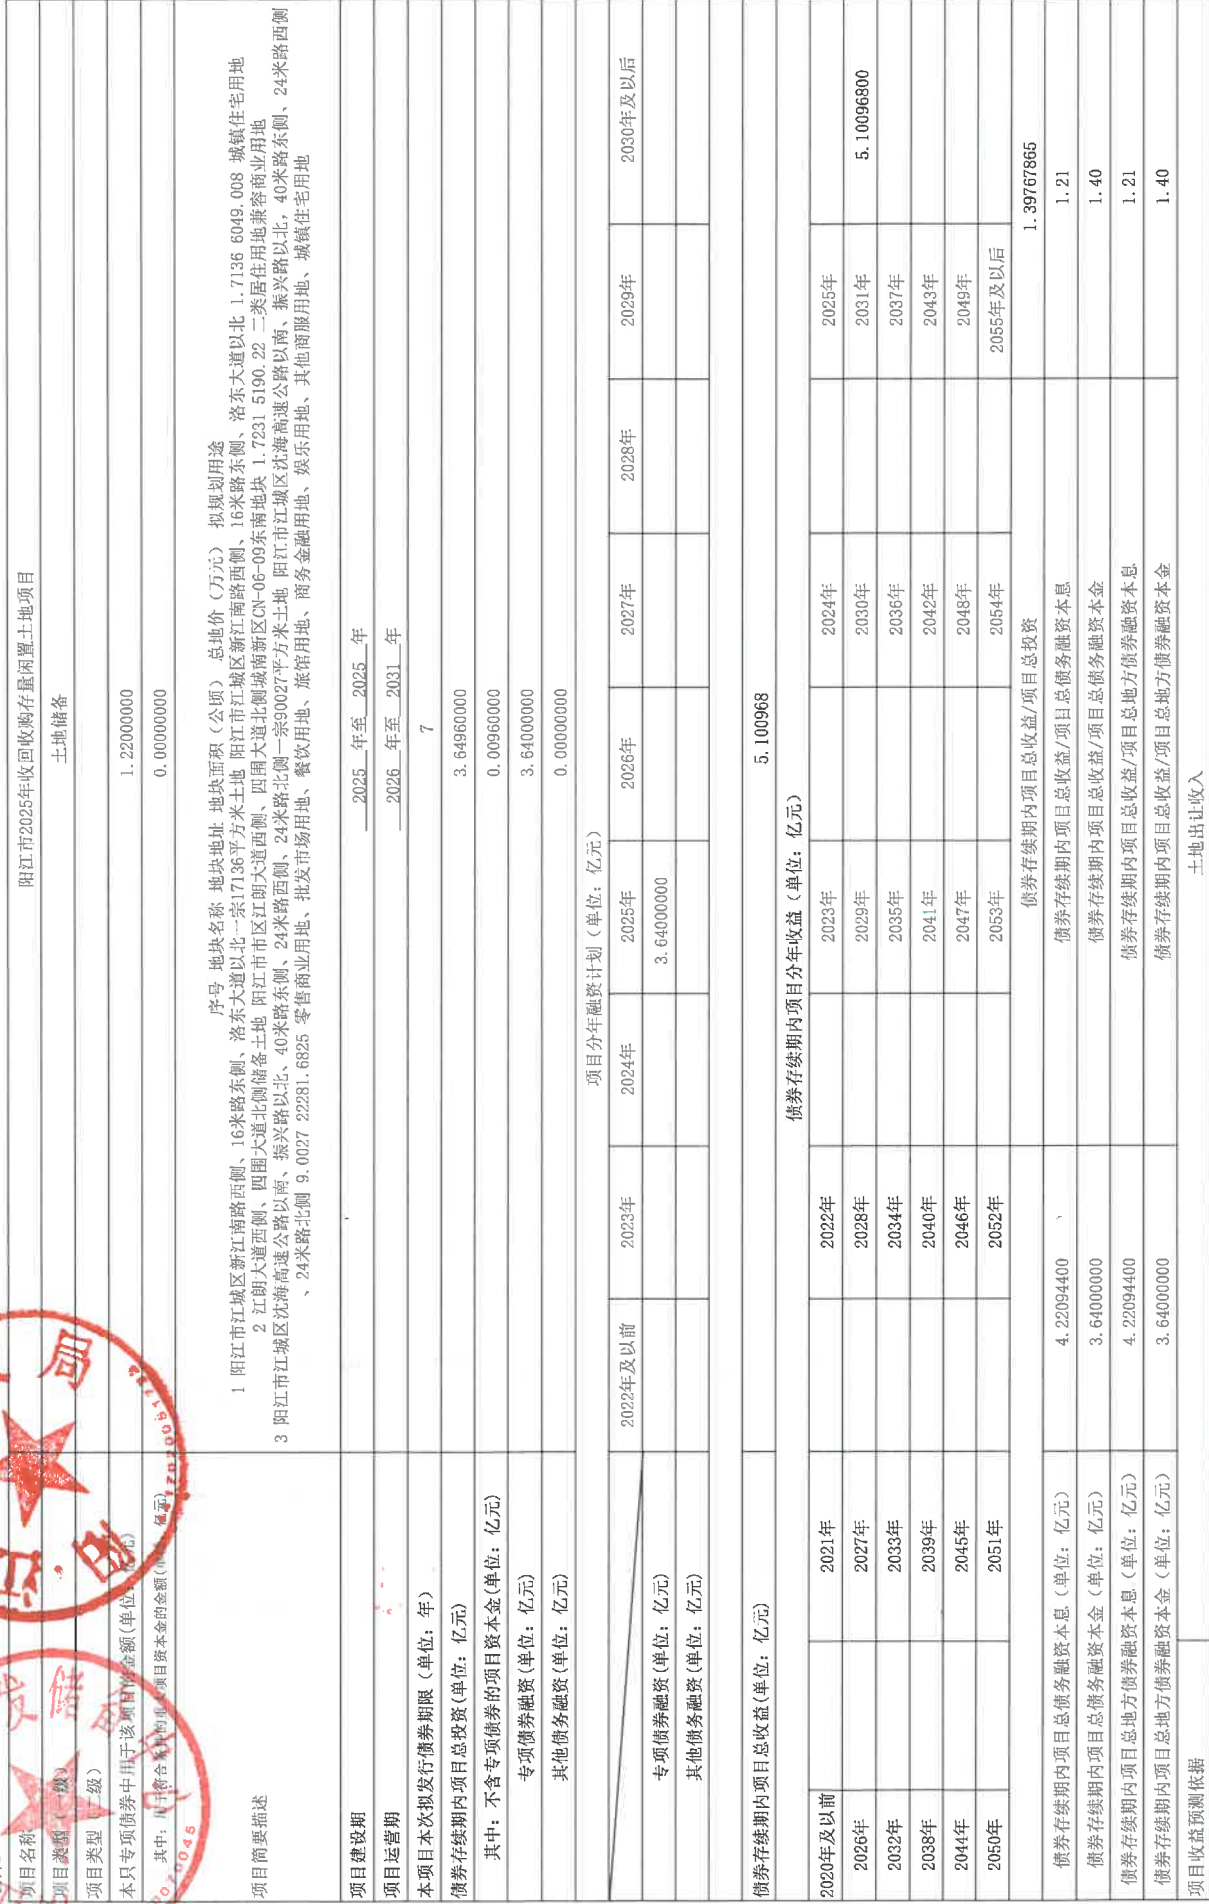 项目名称 阳江市2025年收回收购存量闲置土地项目
项目类型(一级) 土地储备
项目类型(二级)
本只专项债券中用于该项目的金额(单位:亿元) 1.22000000
其中:用于符合条件的重大项目资本金的金额(单位:亿元) 0.00000000
项目简要描述
序号 地块名称 地块地址 地块面积(公顷) 总地价(万元) 拟规划用途
1 阳江市江城区新江南路西侧、16米路东侧、洛东大道以北一宗17136平方米土地 阳江市江城区新江南路西侧、16米路东侧、洛东大道以北 1.7136 6049.008 城镇住宅用地
2 江朗大道西侧、四围大道北侧储备土地 阳江市市区江朗大道西侧、四围大道北侧城南新区CN-06-09东南地块 1.7231 5190.22 二类居住用地兼容商业用地
3 阳江市江城区沈海高速公路以南、振兴路以北、40米路东侧、24米路西侧、24米路北侧一宗90027平方米土地 阳江市江城区沈海高速公路以南、振兴路以北,40米路东侧、24米路西侧
、24米路北侧 9.0027 22281.6825 零售商业用地、批发市场用地、餐饮用地、旅馆用地、商务金融用地、娱乐用地、其他商服用地、城镇住宅用地
项目建设期 2025 年至 2025 年
项目运营期 2026 年至 2031 年
本项目本次拟发行债券期限(单位:年) 7
债券存续期内项目总投资(单位:亿元) 3.64960000
其中:不含专项债券的项目资本金(单位:亿元) 0.00960000
专项债券融资(单位:亿元) 3.64000000
其他债务融资(单位:亿元) 0.00000000
项目分年融资计划(单位:亿元)
2022年及以前 2023年 2024年 2025年 2026年 2027年 2028年 2029年 2030年及以后
专项债券融资(单位:亿元) 3.64000000
其他债务融资(单位:亿元)
债券存续期内项目总收益(单位:亿元) 5.100968
债券存续期内项目分年收益(单位:亿元)
2020年及以前 2021年 2022年 2023年 2024年 2025年
2026年 2027年 2028年 2029年 2030年 2031年 5.10096800
2032年 2033年 2034年 2035年 2036年 2037年
2038年 2039年 2040年 2041年 2042年 2043年
2044年 2045年 2046年 2047年 2048年 2049年
2050年 2051年 2052年 2053年 2054年 2055年及以后
债券存续期内项目总收益/项目总投资 1.39767865
债券存续期内项目总债务融资本息(单位:亿元) 4.22094400 债券存续期内项目总收益/项目总债务融资本息 1.21
债券存续期内项目总债务融资本金(单位:亿元) 3.64000000 债券存续期内项目总收益/项目总债务融资本金 1.40
债券存续期内项目总地方债券融资本息(单位:亿元) 4.22094400 债券存续期内项目总收益/项目总地方债券融资本息 1.21
债券存续期内项目总地方债券融资本金(单位:亿元) 3.64000000 债券存续期内项目总收益/项目总地方债券融资本金 1.40
项目收益预测依据 土地出让收入